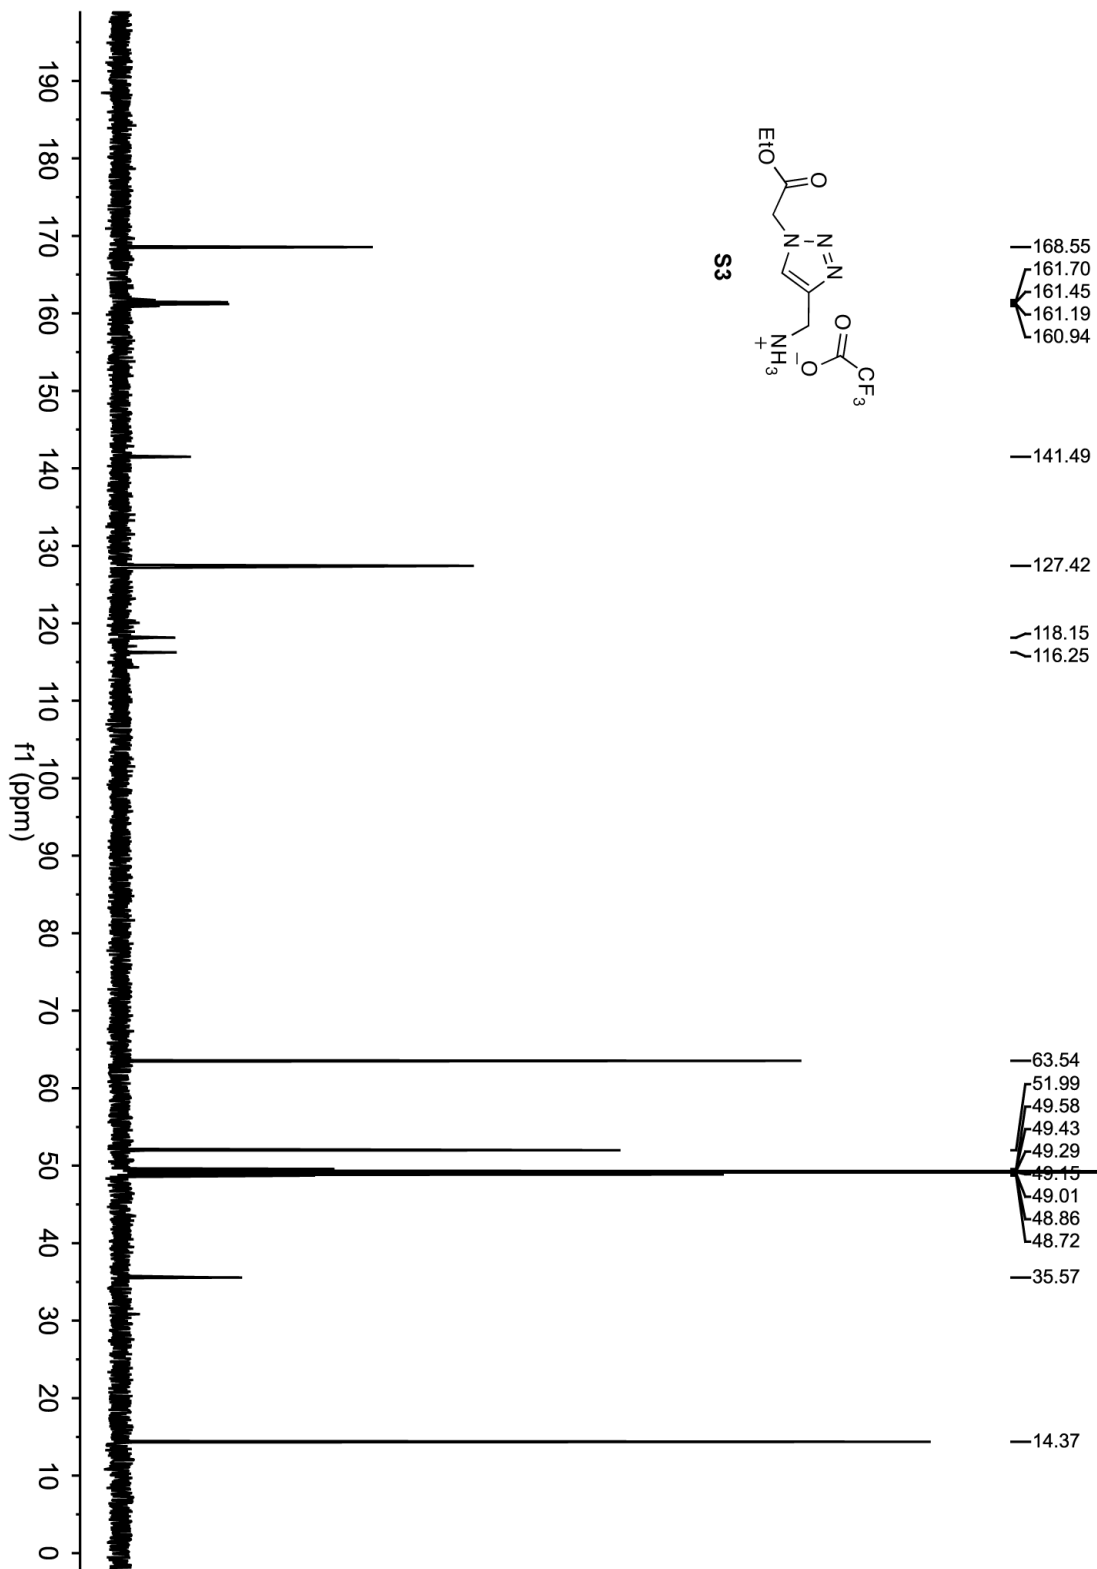 168.55
161.70
161.45
161.19
160.94
141.49
127.42
118.15
116.25
63.54
51.99
49.58
49.43
49.29
49.15
49.01
48.86
48.72
35.57
14.37
EtO
O
N
N
N
NH3
+
O
−
O
CF3
S3
190 180 170 160 150 140 130 120 110 100 90 80 70 60 50 40 30 20 10 0
f1 (ppm)